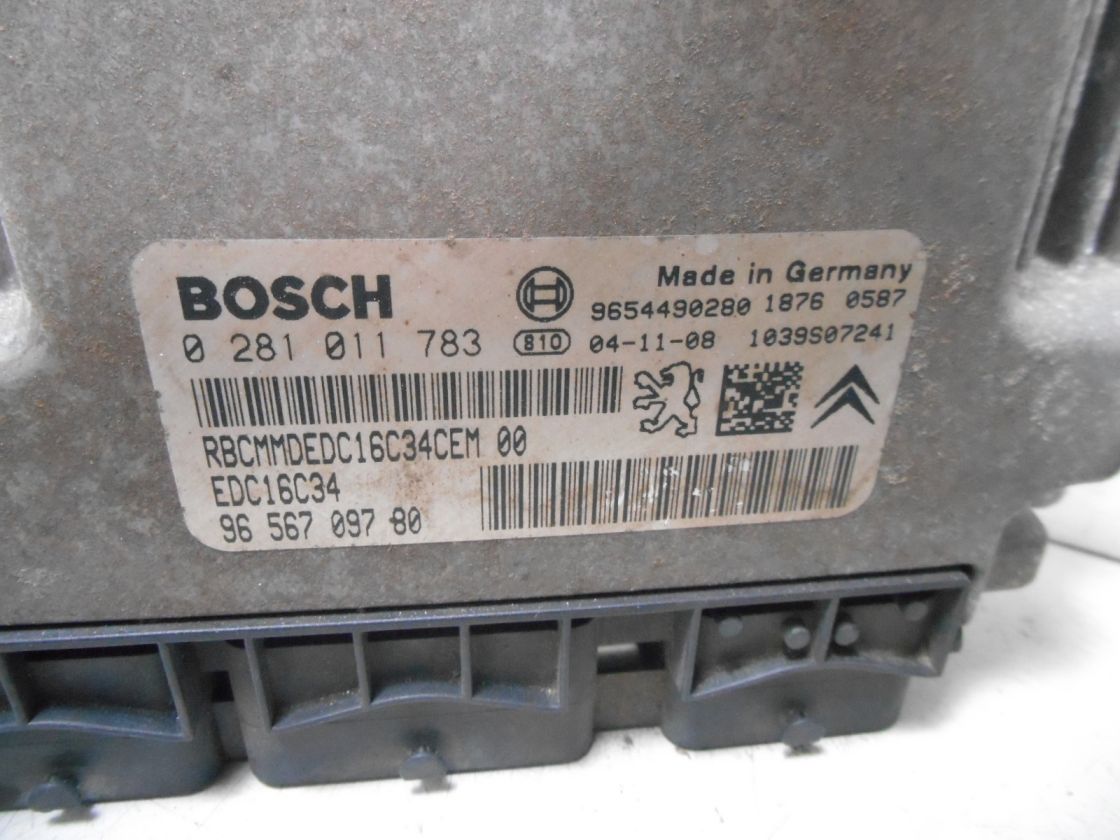 BOSCH
Made in Germany
9654490280 1876 0587
0 281 011 783 810 04-11-08 1039S07241
RBCMMDEDC16C34CEM 00
EDC16C34
96 567 097 80